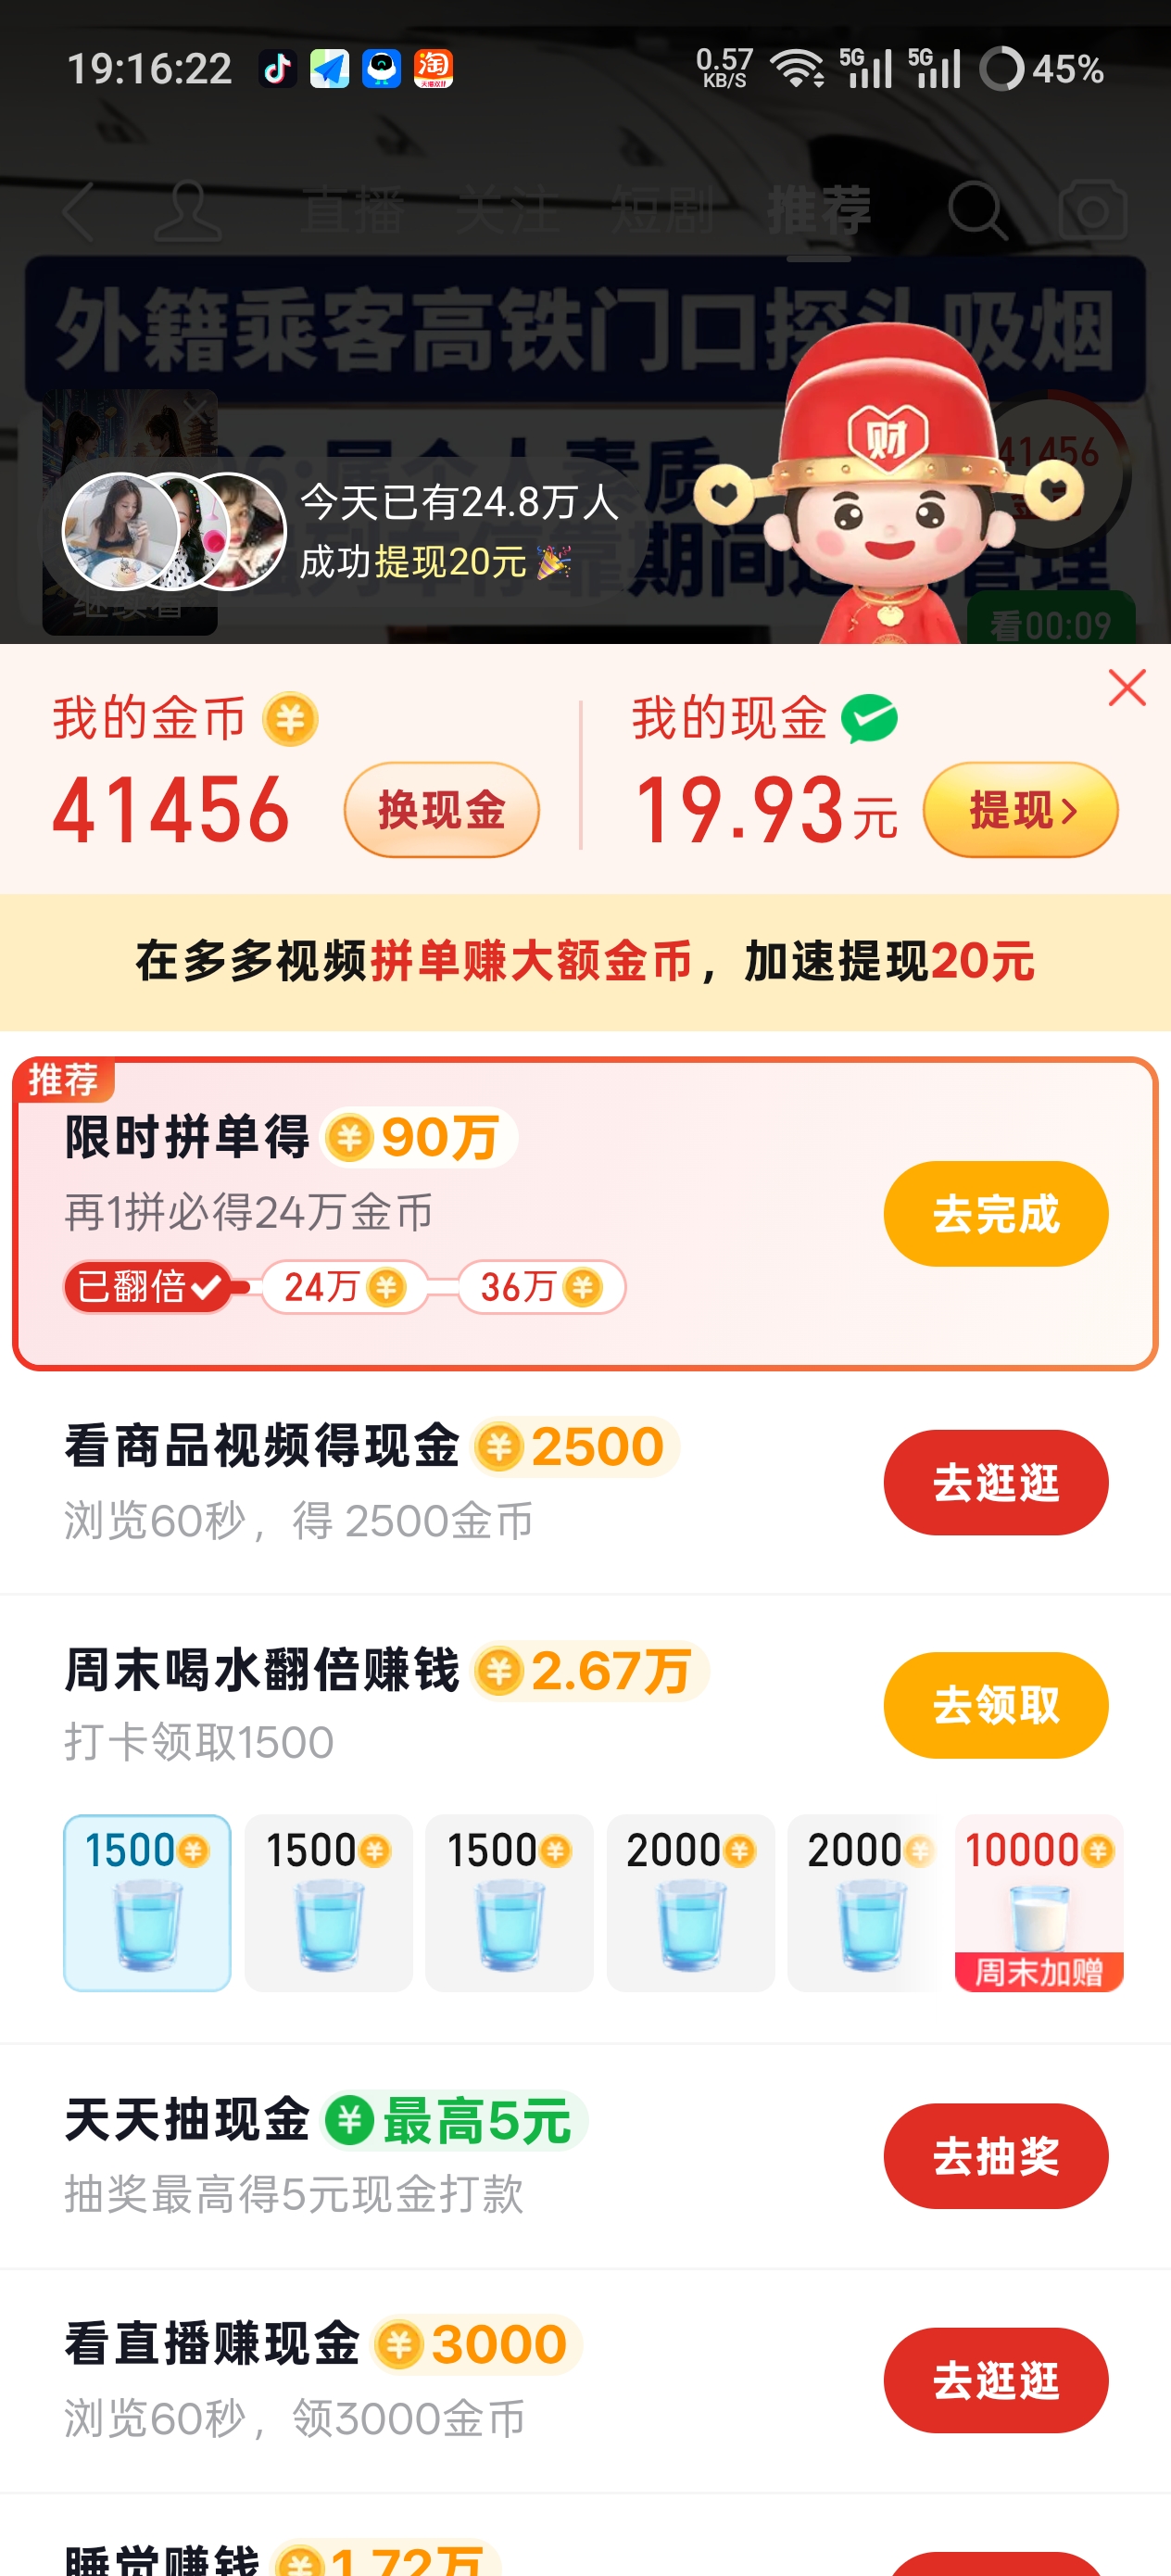 19:16:22
淘
0.57 KB/S
5G
5G
45%
直播 关注 短剧 推荐
外籍乘客高铁门口探头吸烟
财
41456
今天已有24.8万人
成功提现20元
期间
管理
继续看
看00:09
我的金币
41456 换现金
我的现金
19.93元 提现>
在多多视频拼单赚大额金币，加速提现20元
推荐
限时拼单得 90万
再1拼必得24万金币
已翻倍 24万 36万
去完成
看商品视频得现金 2500
浏览60秒，得 2500金币
去逛逛
周末喝水翻倍赚钱 2.67万
打卡领取1500
去领取
1500 1500 1500 2000 2000 10000
周末加赠
天天抽现金 最高5元
抽奖最高得5元现金打款
去抽奖
看直播赚现金 3000
浏览60秒，领3000金币
去逛逛
睡觉赚钱 1.72万